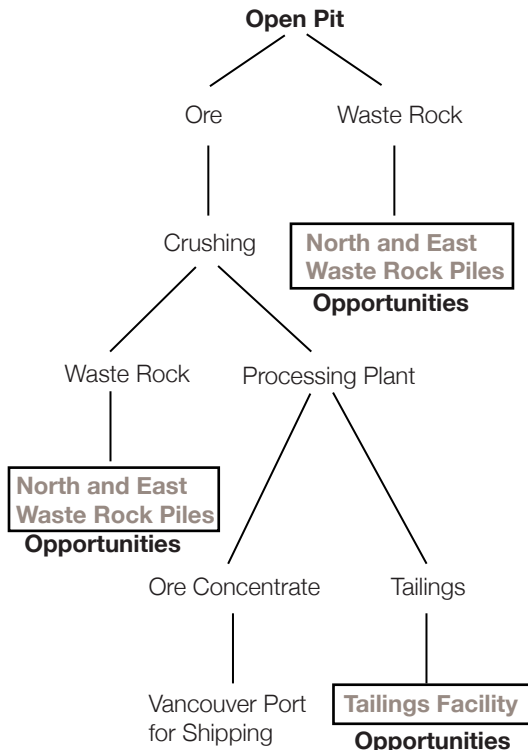 Open Pit
Ore
Waste Rock
Crushing
North and East
Waste Rock Piles
Opportunities
Waste Rock
Processing Plant
North and East
Waste Rock Piles
Opportunities
Ore Concentrate
Tailings
Vancouver Port
for Shipping
Tailings Facility
Opportunities